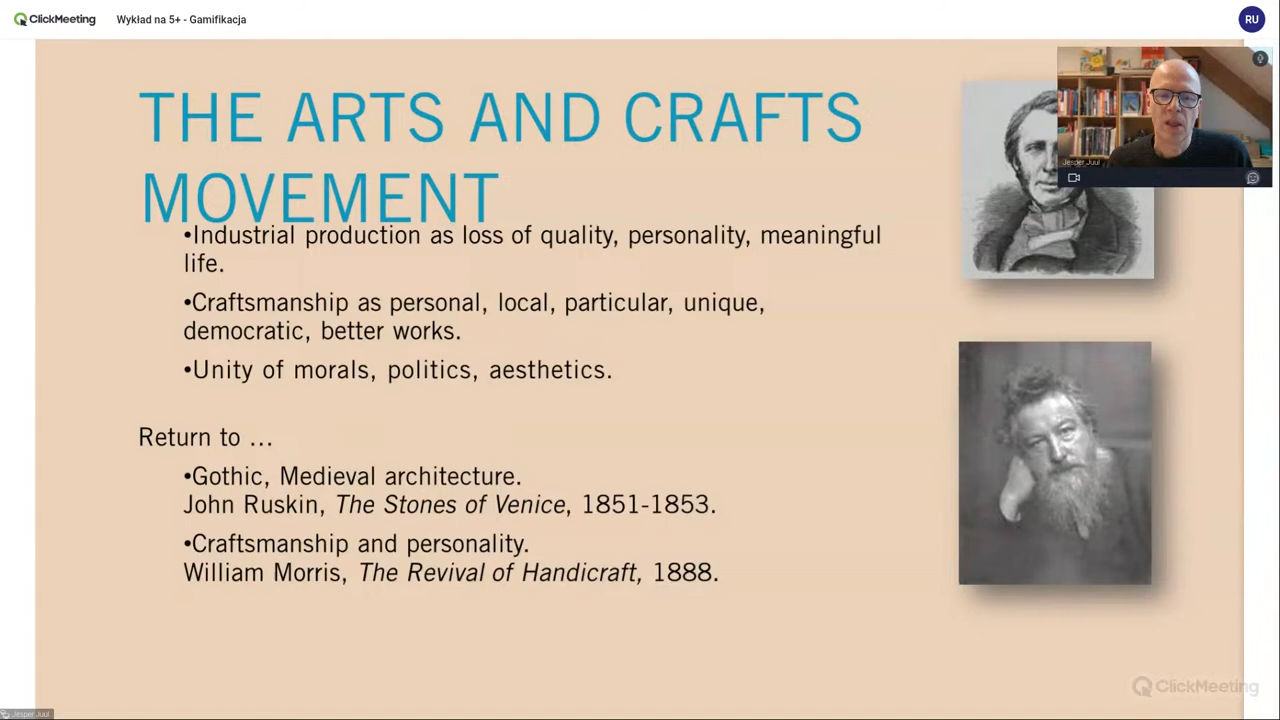 ClickMeeting
Wykład na 5+ - Gamifikacja
RU
THE ARTS AND CRAFTS
MOVEMENT
•Industrial production as loss of quality, personality, meaningful
life.
•Craftsmanship as personal, local, particular, unique,
democratic, better works.
•Unity of morals, politics, aesthetics.
Return to …
•Gothic, Medieval architecture.
John Ruskin, The Stones of Venice, 1851-1853.
•Craftsmanship and personality.
William Morris, The Revival of Handicraft, 1888.
Jesper Juul
ClickMeeting
Jesper Juul